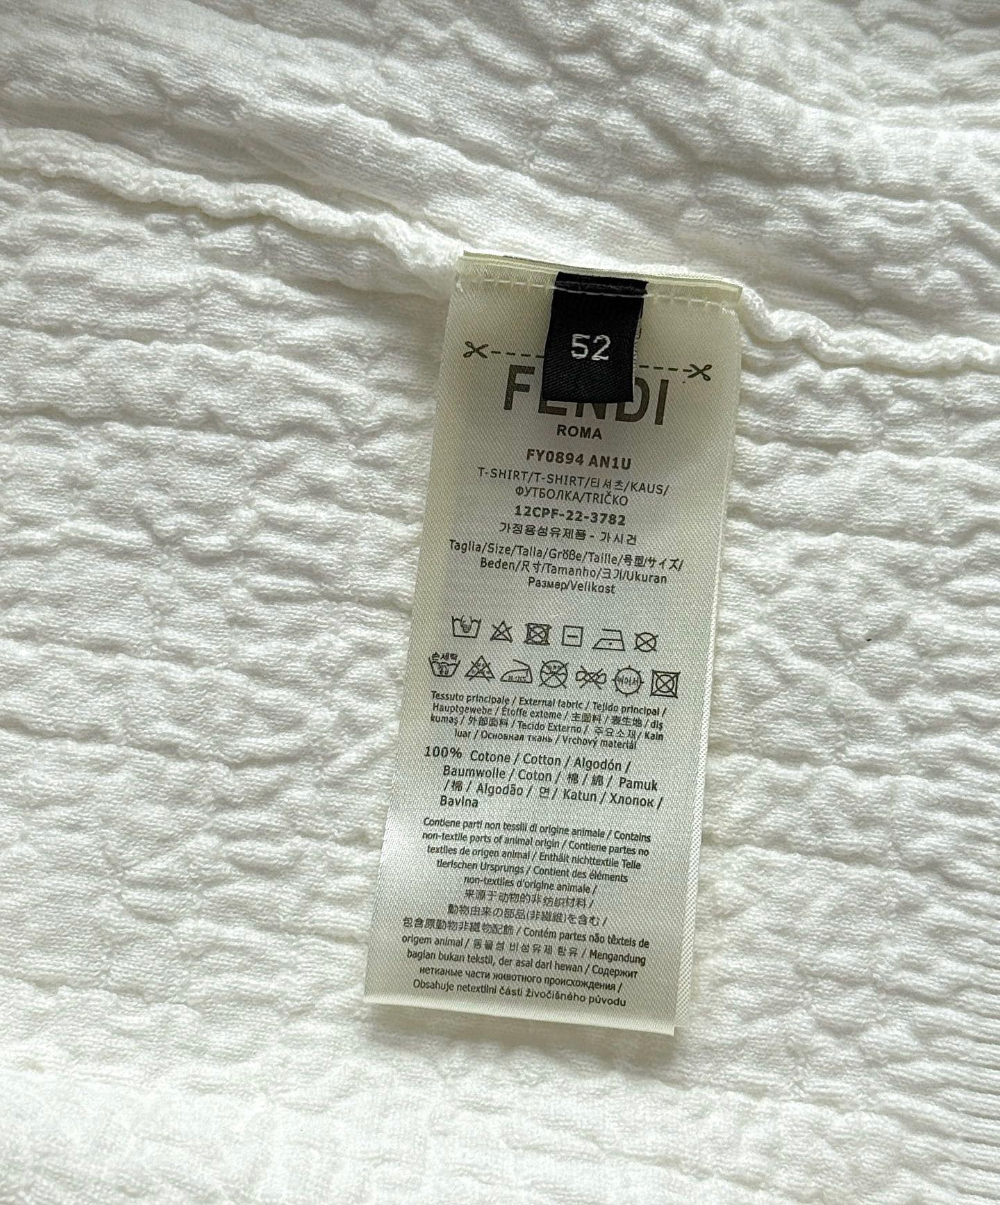 52
FENDI
ROMA
FY0894 AN1U
T-SHIRT/T-SHIRT/티셔츠/KAUS/
ФУТБОЛКА/TRIČKO
12CPF-22-3782
가정용섬유제품 - 가시건
Taglia/Size/Talla/Größe/Taille/号型/サイズ/
Beden/尺寸/Tamanho/크기/Ukuran
Размер/Velikost
손세탁
Tessuto principale / External fabric / Tejido principal /
Hauptgewebe / Étoffe externe / 主面料 / 表生地 / dış
kumaş / 外部面料 / Tecido Externo / 주요소재 / Kain
luar / Основная ткань / Vrchový materiál
100% Cotone / Cotton / Algodón /
Baumwolle / Coton / 棉 / 綿 / Pamuk
/ 棉 / Algodão / 면 / Katun / Хлопок /
Bavlna
Contiene parti non tessili di origine animale / Contains
non-textile parts of animal origin / Contiene partes no
textiles de origen animal / Enthält nichttextile Teile
tierischen Ursprungs / Contient des éléments
non-textiles d'origine animale /
来源于动物的非纺织材料 /
動物由来の部品(非繊維)を含む /
包含原動物非織物配飾 / Contém partes não têxteis de
origem animal / 동물성 비섬유제 함유 / Mengandung
bagian bukan tekstil, der asal dari hewan / Содержит
нетканые части животного происхождения /
Obsahuje netextilní části živočišného původu